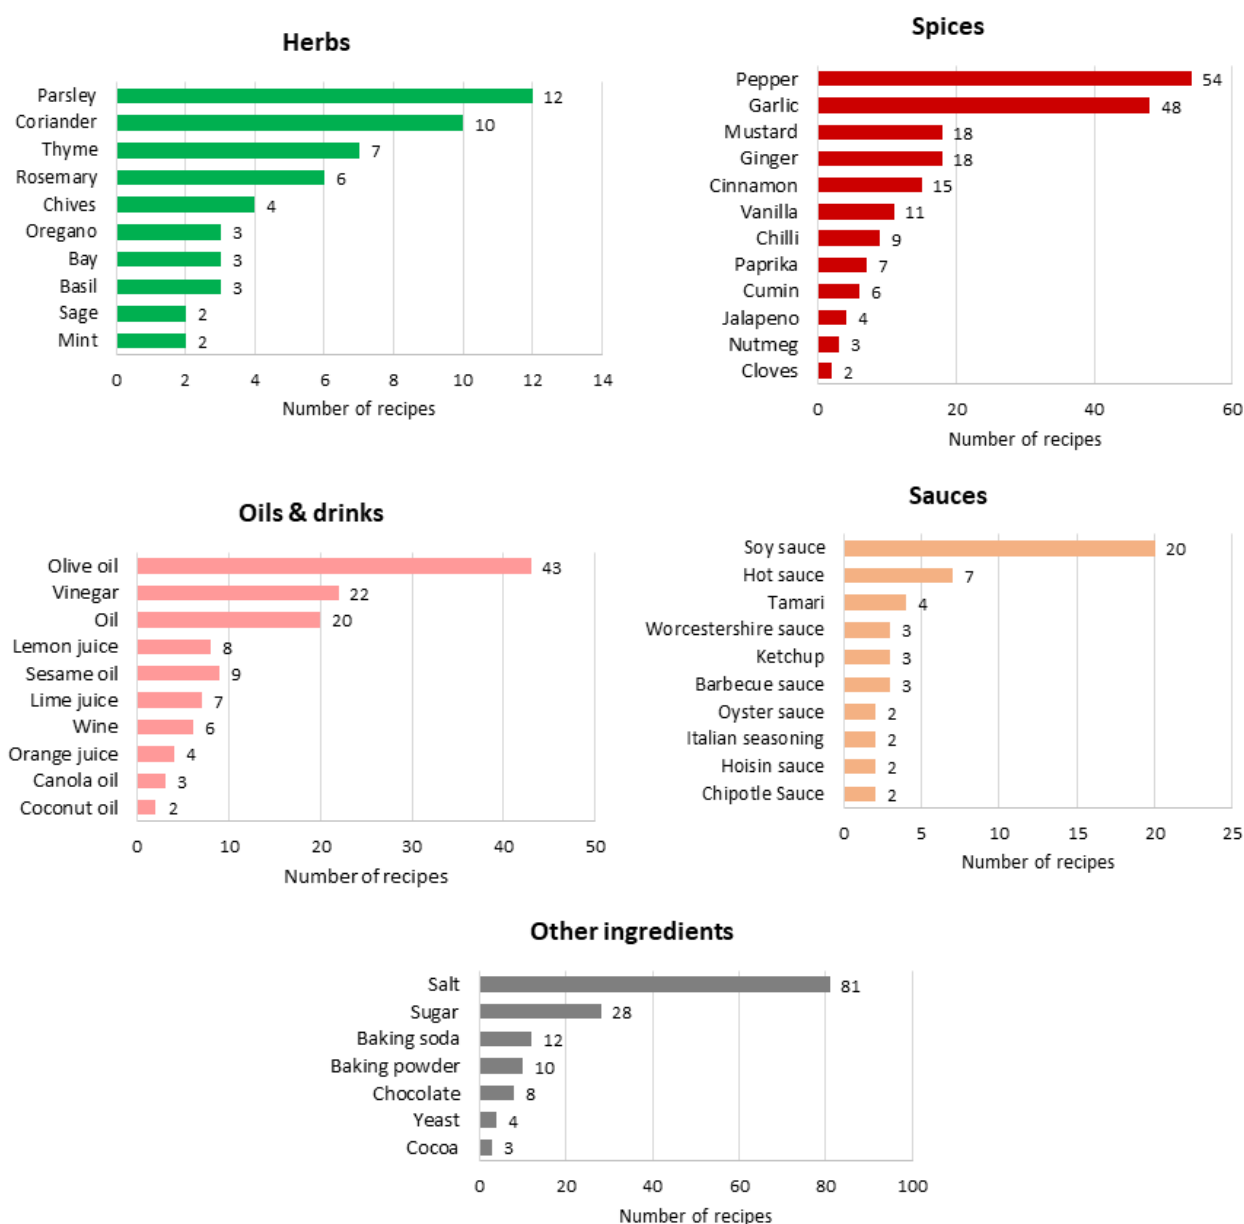 Herbs
Parsley 12
Coriander 10
Thyme 7
Rosemary 6
Chives 4
Oregano 3
Bay 3
Basil 3
Sage 2
Mint 2
0 2 4 6 8 10 12 14
Number of recipes
Spices
Pepper 54
Garlic 48
Mustard 18
Ginger 18
Cinnamon 15
Vanilla 11
Chilli 9
Paprika 7
Cumin 6
Jalapeno 4
Nutmeg 3
Cloves 2
0 20 40 60
Number of recipes
Oils & drinks
Olive oil 43
Vinegar 22
Oil 20
Lemon juice 8
Sesame oil 9
Lime juice 7
Wine 6
Orange juice 4
Canola oil 3
Coconut oil 2
0 10 20 30 40 50
Number of recipes
Sauces
Soy sauce 20
Hot sauce 7
Tamari 4
Worcestershire sauce 3
Ketchup 3
Barbecue sauce 3
Oyster sauce 2
Italian seasoning 2
Hoisin sauce 2
Chipotle Sauce 2
0 5 10 15 20 25
Number of recipes
Other ingredients
Salt 81
Sugar 28
Baking soda 12
Baking powder 10
Chocolate 8
Yeast 4
Cocoa 3
0 20 40 60 80 100
Number of recipes